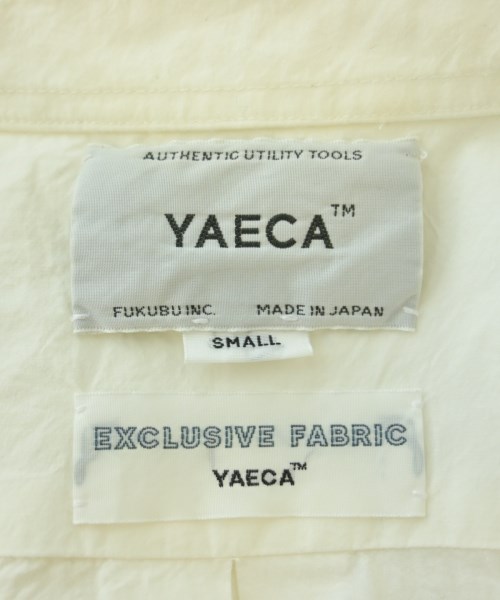 AUTHENTIC UTILITY TOOLS
YAECA™
FUKUBU INC. MADE IN JAPAN
SMALL
EXCLUSIVE FABRIC
YAECA™